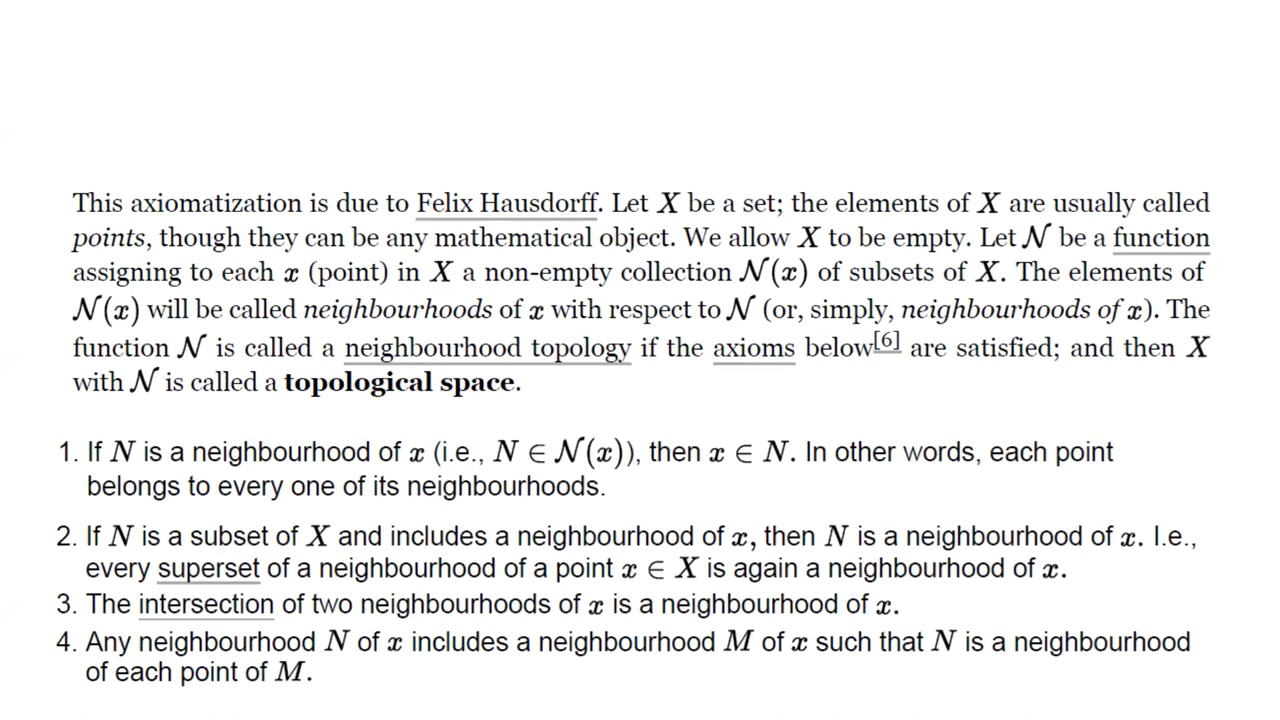 This axiomatization is due to Felix Hausdorff. Let X be a set; the elements of X are usually called
points, though they can be any mathematical object. We allow X to be empty. Let 𝒩 be a function
assigning to each x (point) in X a non-empty collection 𝒩(x) of subsets of X. The elements of
𝒩(x) will be called neighbourhoods of x with respect to 𝒩 (or, simply, neighbourhoods of x). The
function 𝒩 is called a neighbourhood topology if the axioms below[6] are satisfied; and then X
with 𝒩 is called a topological space.
1. If N is a neighbourhood of x (i.e., N ∈ 𝒩(x)), then x ∈ N. In other words, each point
belongs to every one of its neighbourhoods.
2. If N is a subset of X and includes a neighbourhood of x, then N is a neighbourhood of x. I.e.,
every superset of a neighbourhood of a point x ∈ X is again a neighbourhood of x.
3. The intersection of two neighbourhoods of x is a neighbourhood of x.
4. Any neighbourhood N of x includes a neighbourhood M of x such that N is a neighbourhood
of each point of M.